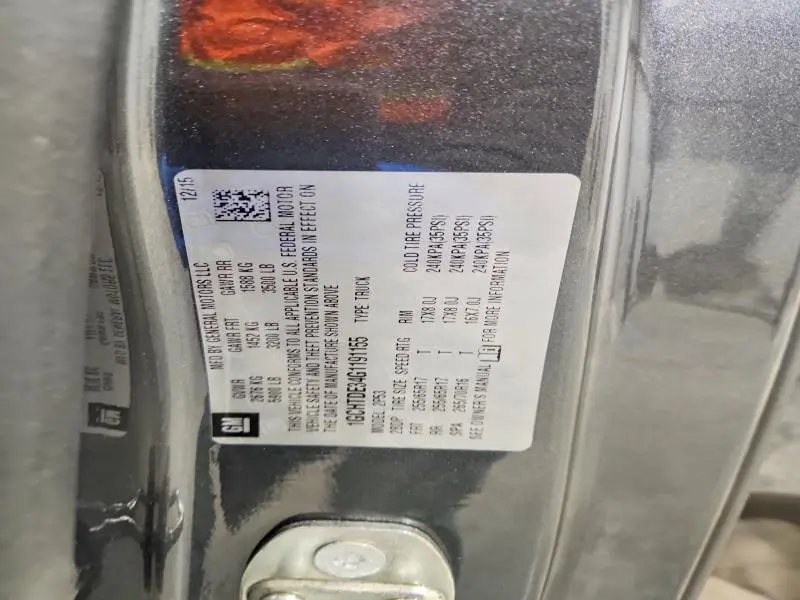 MFD BY GENERAL MOTORS LLC
12/15
GVWR GAWR FRT GAWR RR
2676 KG 1452 KG 1588 KG
5900 LB 3200 LB 3500 LB
THIS VEHICLE CONFORMS TO ALL APPLICABLE U.S. FEDERAL MOTOR
VEHICLE SAFETY AND THEFT PREVENTION STANDARDS IN EFFECT ON
THE DATE OF MANUFACTURE SHOWN ABOVE
1GCHTDE34G1191155 TYPE: TRUCK
MODEL: 12P53
TIRE SIZE SPEED RTG RIM COLD TIRE PRESSURE
FRT 255/65R17 T 17X8.0J 240KPA(35PSI)
RR 255/65R17 T 17X8.0J 240KPA(35PSI)
SPA 265/70R16 T 16X7.0J 240KPA(35PSI)
SEE OWNER'S MANUAL FOR MORE INFORMATION
GM